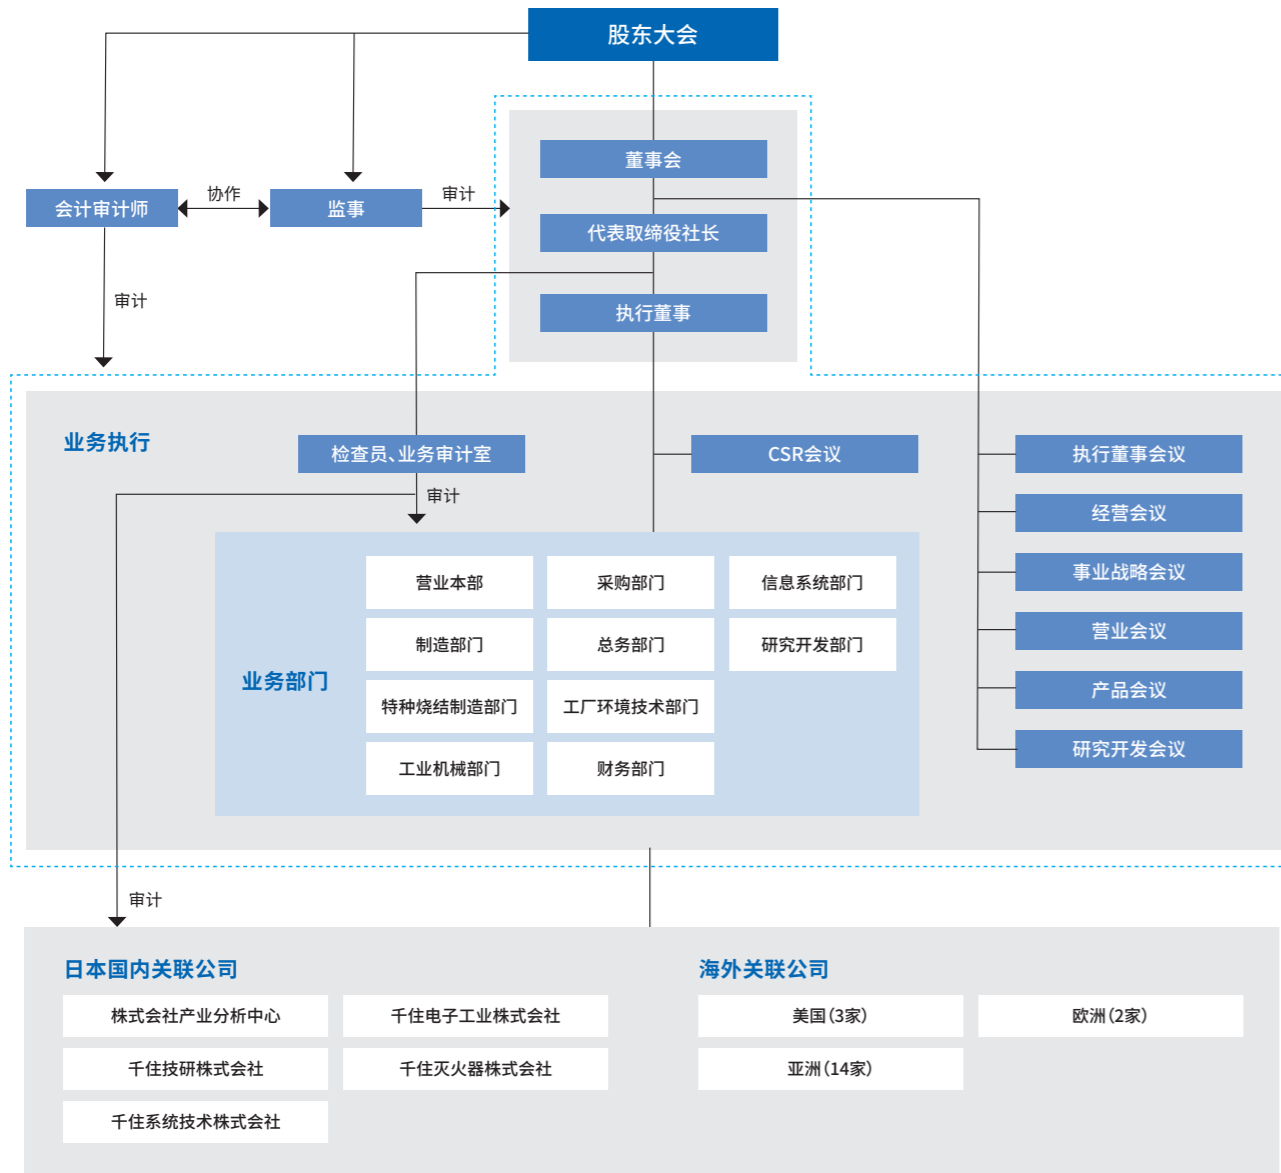 股东大会
董事会
会计审计师
协作
监事
审计
代表取缔役社长
审计
执行董事
业务执行
检查员、业务审计室
CSR会议
执行董事会议
审计
经营会议
事业战略会议
营业会议
产品会议
研究开发会议
业务部门
营业本部
采购部门
信息系统部门
制造部门
总务部门
研究开发部门
特种烧结制造部门
工厂环境技术部门
工业机械部门
财务部门
审计
日本国内关联公司
株式会社产业分析中心
千住电子工业株式会社
千住技研株式会社
千住灭火器株式会社
千住系统技术株式会社
海外关联公司
美国(3家)
欧洲(2家)
亚洲(14家)